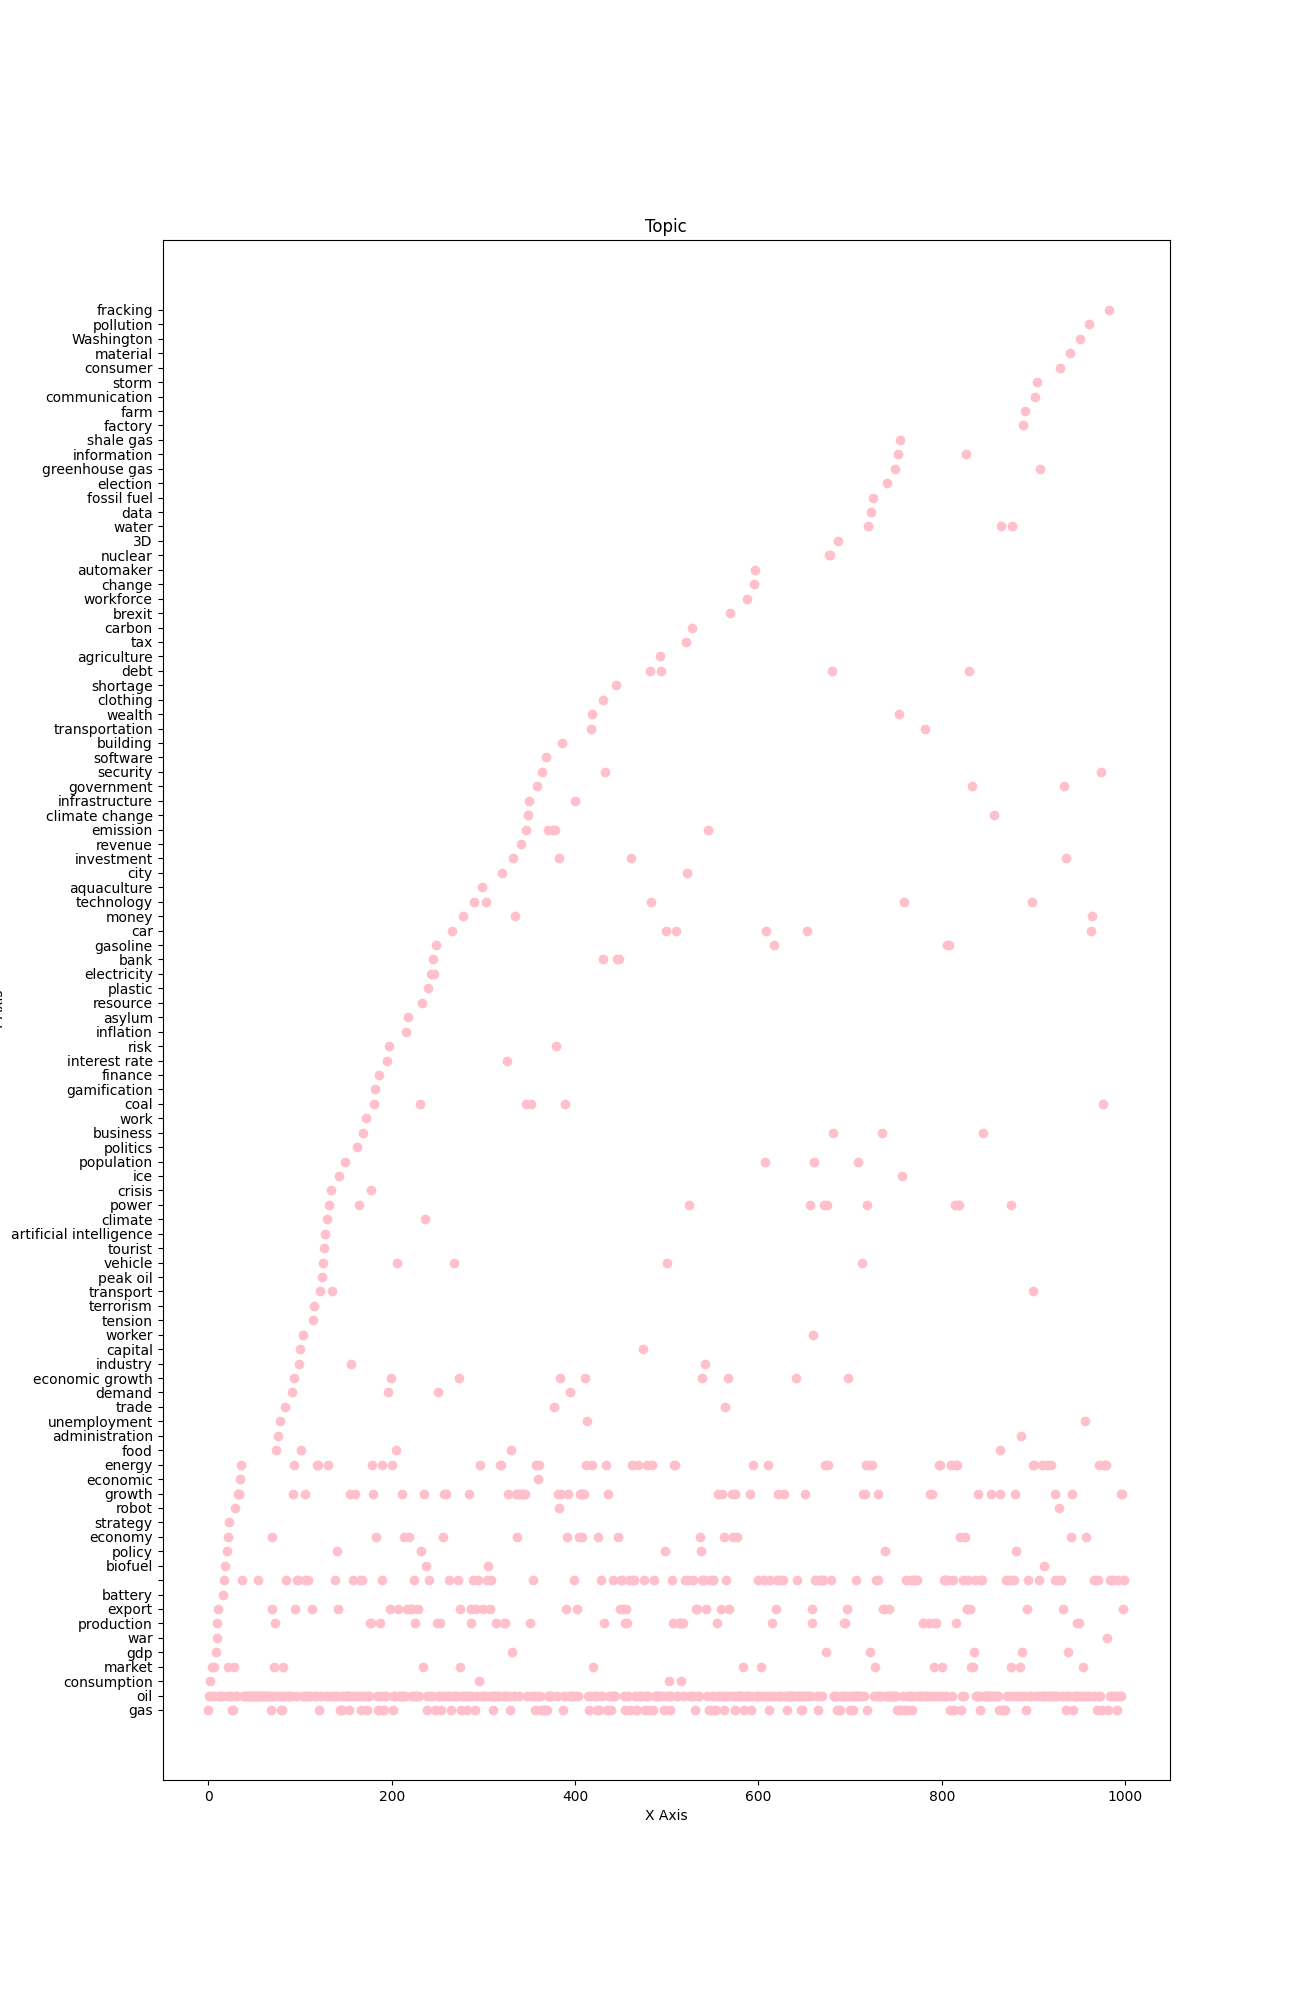 Topic
fracking
pollution
Washington
material
consumer
storm
communication
farm
factory
shale gas
information
greenhouse gas
election
fossil fuel
data
water
3D
nuclear
automaker
change
workforce
brexit
carbon
tax
agriculture
debt
shortage
clothing
wealth
transportation
building
software
security
government
infrastructure
climate change
emission
revenue
investment
city
aquaculture
technology
money
car
gasoline
bank
electricity
plastic
resource
asylum
inflation
risk
interest rate
finance
gamification
coal
work
business
politics
population
ice
crisis
power
climate
artificial intelligence
tourist
vehicle
peak oil
transport
terrorism
tension
worker
capital
industry
economic growth
demand
trade
unemployment
administration
food
energy
economic
growth
robot
strategy
economy
policy
biofuel
battery
export
production
war
gdp
market
consumption
oil
gas
0 200 400 600 800 1000
X Axis